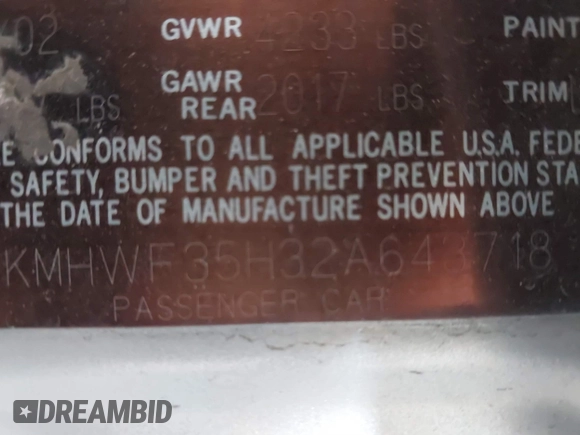 02 GVWR 4233 LBS PAINT
LBS GAWR REAR 2017 LBS TRIM
CONFORMS TO ALL APPLICABLE U.S.A. FEDE
SAFETY, BUMPER AND THEFT PREVENTION STA
THE DATE OF MANUFACTURE SHOWN ABOVE
KMHWF35H32A643718
PASSENGER CAR
DREAMBID